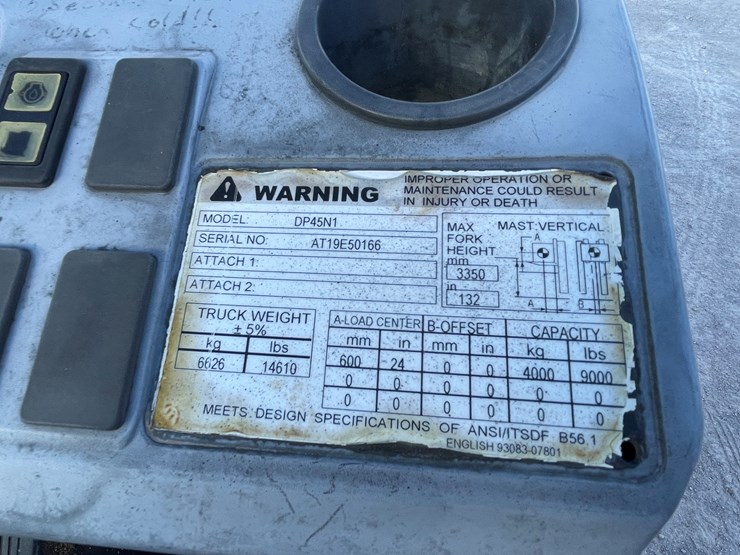 when cold!!
WARNING
IMPROPER OPERATION OR
MAINTENANCE COULD RESULT
IN INJURY OR DEATH
MODEL: DP45N1
SERIAL NO: AT19E50166
ATTACH 1:
ATTACH 2:
MAX
FORK
HEIGHT
mm
3350
in
132
MAST:VERTICAL
A
A B
TRUCK WEIGHT
± 5%
kg lbs
6626 14610
A-LOAD CENTER B-OFFSET CAPACITY
mm in mm in kg lbs
600 24 0 0 4000 9000
0 0 0 0 0 0
0 0 0 0 0 0
MEETS DESIGN SPECIFICATIONS OF ANSI/ITSDF B56.1
ENGLISH 93083-07801